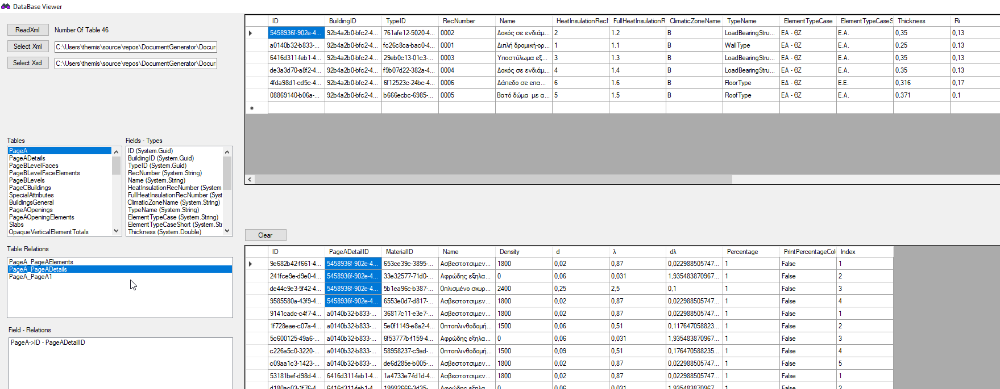 DataBase Viewer
ReadXml Number Of Table 46
Select Xml C:\Users\themis\source\repos\DocumentGenerator\Docur
Select Xsd C:\Users\themis\source\repos\DocumentGenerator\Docur
Tables
PageA
PageADetails
PageBLevelFaces
PageBLevelFaceElements
PageBLevels
PageCBuildings
SpecialAttributes
BuildingsGeneral
PageAOpenings
PageAOpeningElements
Slabs
OpaqueVerticalElementTotals
Fields - Types
ID (System.Guid)
BuildingID (System.Guid)
TypeID (System.Guid)
RecNumber (System.String)
Name (System.String)
HeatInsulationRecNumber (System
FullHeatInsulationRecNumber (Syst
ClimaticZoneName (System.String)
TypeName (System.String)
ElementTypeCase (System.String)
ElementTypeCaseShort (System.Str
Thickness (System.Double)
Table Relations
PageA_PageAElements
PageA_PageADetails
PageA_PageA1
Field - Relations
PageA->ID - PageADetailID
ID BuildingID TypeID RecNumber Name HeatInsulationRecN FullHeatInsulationR ClimaticZoneName TypeName ElementTypeCase ElementTypeCaseS Thickness Ri
5458936f-902e-4... 92b4a2b0-bfc2-4... 761afe12-5020-4... 0002 Δοκός σε ενδιάμ... 2 1.2 B LoadBearingStru... ΕΑ - ΘΖ Ε.Α. 0,35 0,13
a0140b32-b833-... 92b4a2b0-bfc2-4... fc26c8ca-bac0-4... 0001 Διπλή δρομική-ορ... 1 1.1 B WallType ΕΑ - ΘΖ Ε.Α. 0,25 0,13
6416d311-feb1-4... 92b4a2b0-bfc2-4... 29eb0c13-01c3-... 0003 Υποστύλωμα εξ... 3 1.3 B LoadBearingStru... ΕΑ - ΘΖ Ε.Α. 0,35 0,13
de3a3d70-a8f2-4... 92b4a2b0-bfc2-4... f9b07d22-382a-4... 0004 Δοκός σε ενδιάμ... 4 1.4 B LoadBearingStru... ΕΑ - ΘΖ Ε.Α. 0,35 0,13
4fda98d1-cd5c-4... 92b4a2b0-bfc2-4... 6f12523c-24bc-4... 0006 Δάπεδο σε επα... 6 1.6 B FloorType ΕΔ - ΘΖ Ε.Ε. 0,316 0,17
08869140-b06a-... 92b4a2b0-bfc2-4... b666ecbc-6985-... 0005 Βατό δώμα με α... 5 1.5 B RoofType ΕΑ - ΘΖ Ε.Α. 0,371 0,1
Clear
ID PageADetailID MaterialID Name Density d λ dλ Percentage PrintPercentageCol Index
9e682b42-f661-4... 5458936f-902e-4... 653ce39c-3895-... Ασβεστοτσιμεν... 1800 0,02 0,87 0,022988505747... 1 False 1
241fce9e-d9e0-4... 5458936f-902e-4... 33e32577-71d0-... Αφρώδης εξηλα... 0 0,06 0,031 1,935483870967... 1 False 2
de44c9e3-5f42-4... 5458936f-902e-4... 5b1ea96c-b387-... Οπλισμένο σκυρ... 2400 0,25 2,5 0,1 1 False 3
9585580a-43f9-4... 5458936f-902e-4... 6553e0d7-d817-... Ασβεστοτσιμεν... 1800 0,02 0,87 0,022988505747... 1 False 4
9141cadc-c4f7-4... a0140b32-b833-... 36817c11-e3e7-... Ασβεστοτσιμεν... 1800 0,02 0,87 0,022988505747... 1 False 1
1f728eae-c07a-4... a0140b32-b833-... 5e0f1149-e8a2-4... Οπτοπλινθοδομή... 1500 0,06 0,51 0,117647058823... 1 False 2
5c600125-49a6-... a0140b32-b833-... 6f53777b-f159-4... Αφρώδης εξηλα... 0 0,06 0,031 1,935483870967... 1 False 3
c226a5c0-3220-... a0140b32-b833-... 58958237-c9ad-... Οπτοπλινθοδομή... 1500 0,09 0,51 0,176470588235... 1 False 4
c09aa1c3-1423-... a0140b32-b833-... de6d285e-b005-... Ασβεστοτσιμεν... 1800 0,02 0,87 0,022988505747... 1 False 5
53181bef-d98d-4... 6416d311-feb1-4... 1a4733e7-fd1d-4... Ασβεστοτσιμεν... 1800 0,02 0,87 0,022988505747... 1 False 1
d180ac03-1f76-4... 6416d311-feb1-4... 19992666-3d35-... Αφρώδης εξηλα... 0 0,06 0,031 1,935483870967... 1 False 2